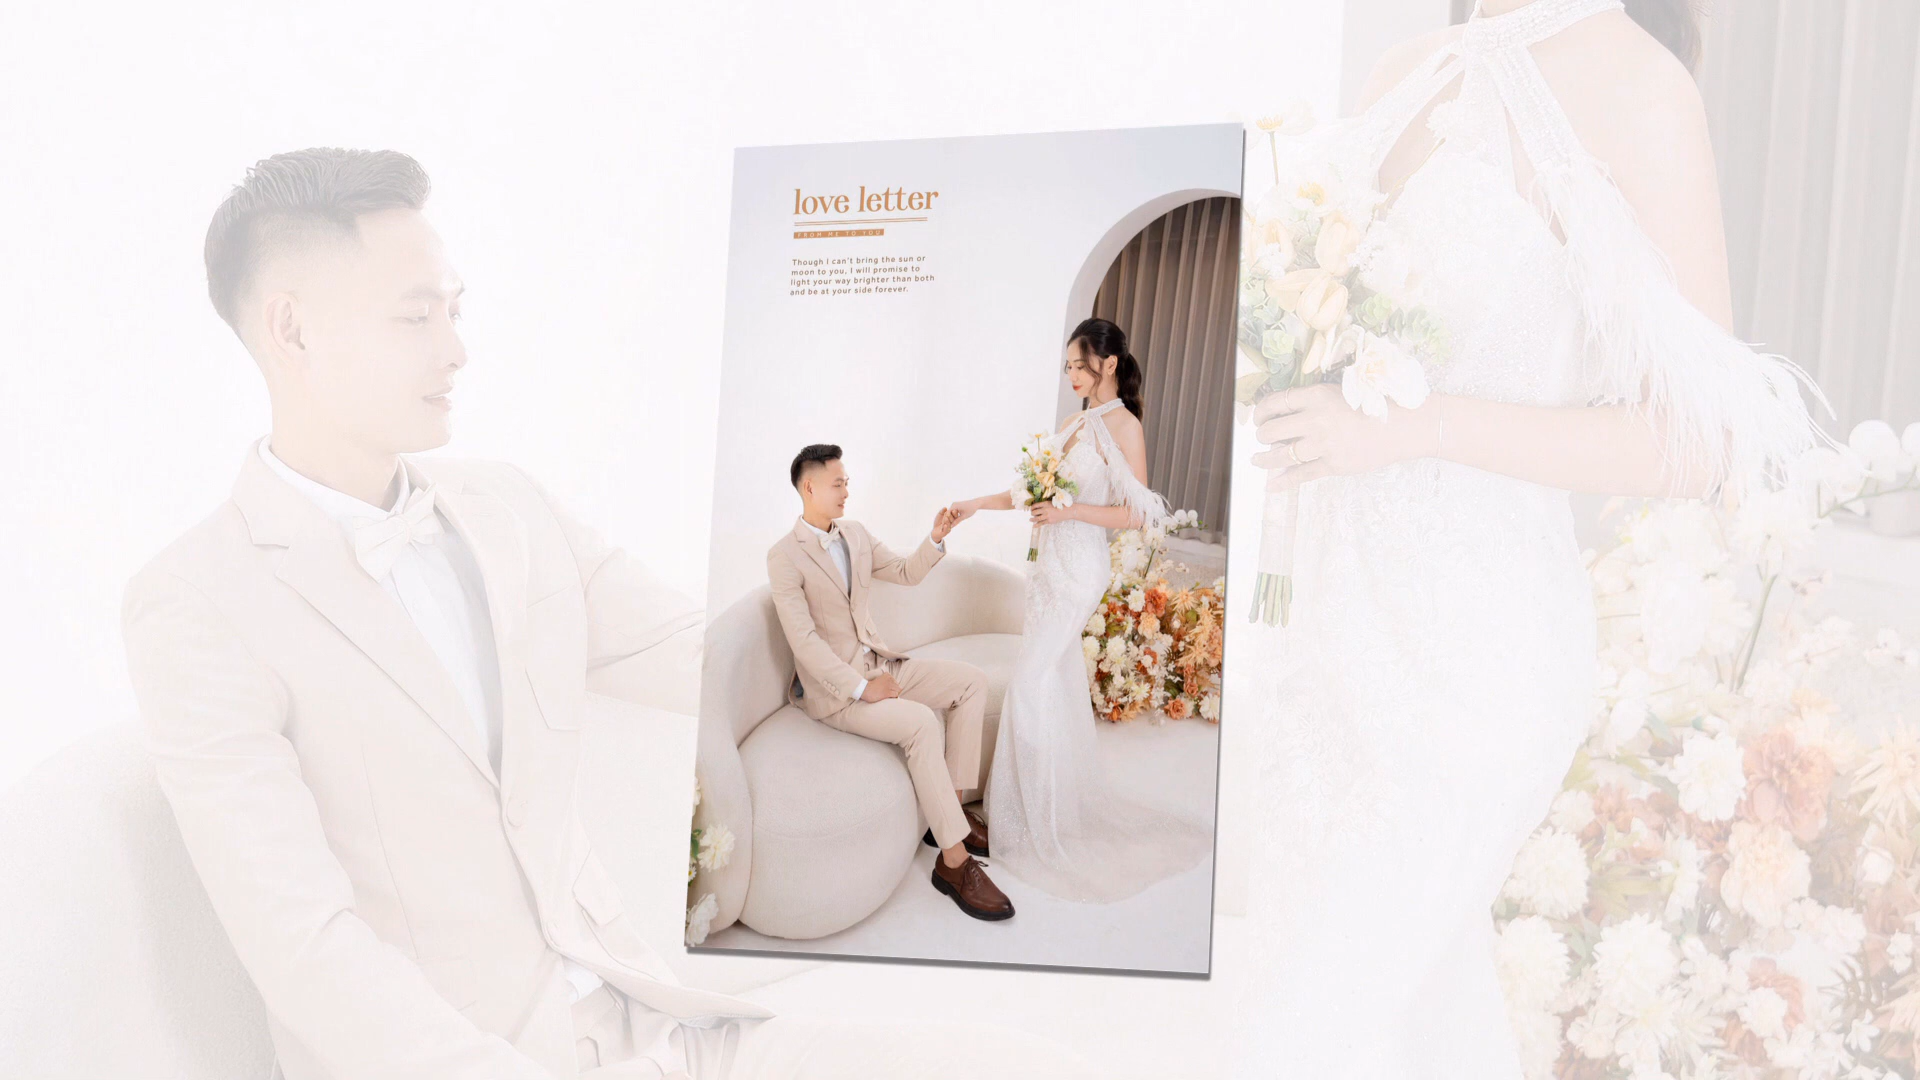 love letter
FROM ME TO YOU
Though I can't bring the sun or
moon to you, I will promise to
light your way brighter than both
and be at your side forever.